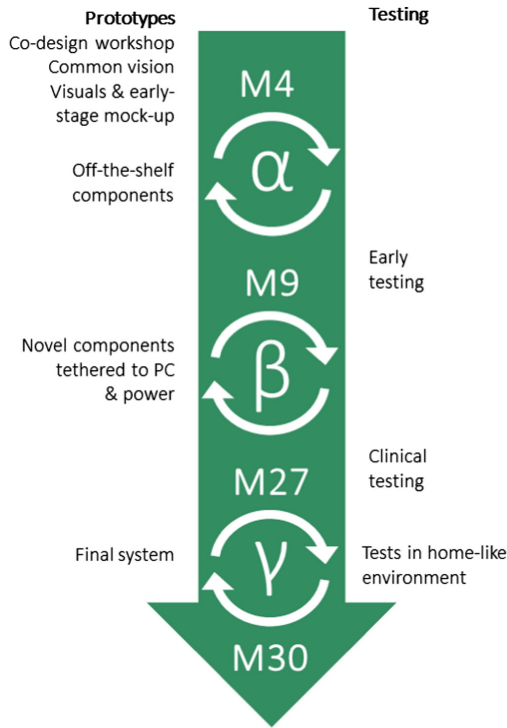 Prototypes
Testing
Co-design workshop
Common vision
Visuals & early-
stage mock-up
M4
α
Off-the-shelf
components
Early
testing
M9
Novel components
tethered to PC
& power
β
Clinical
testing
M27
Final system
γ
Tests in home-like
environment
M30